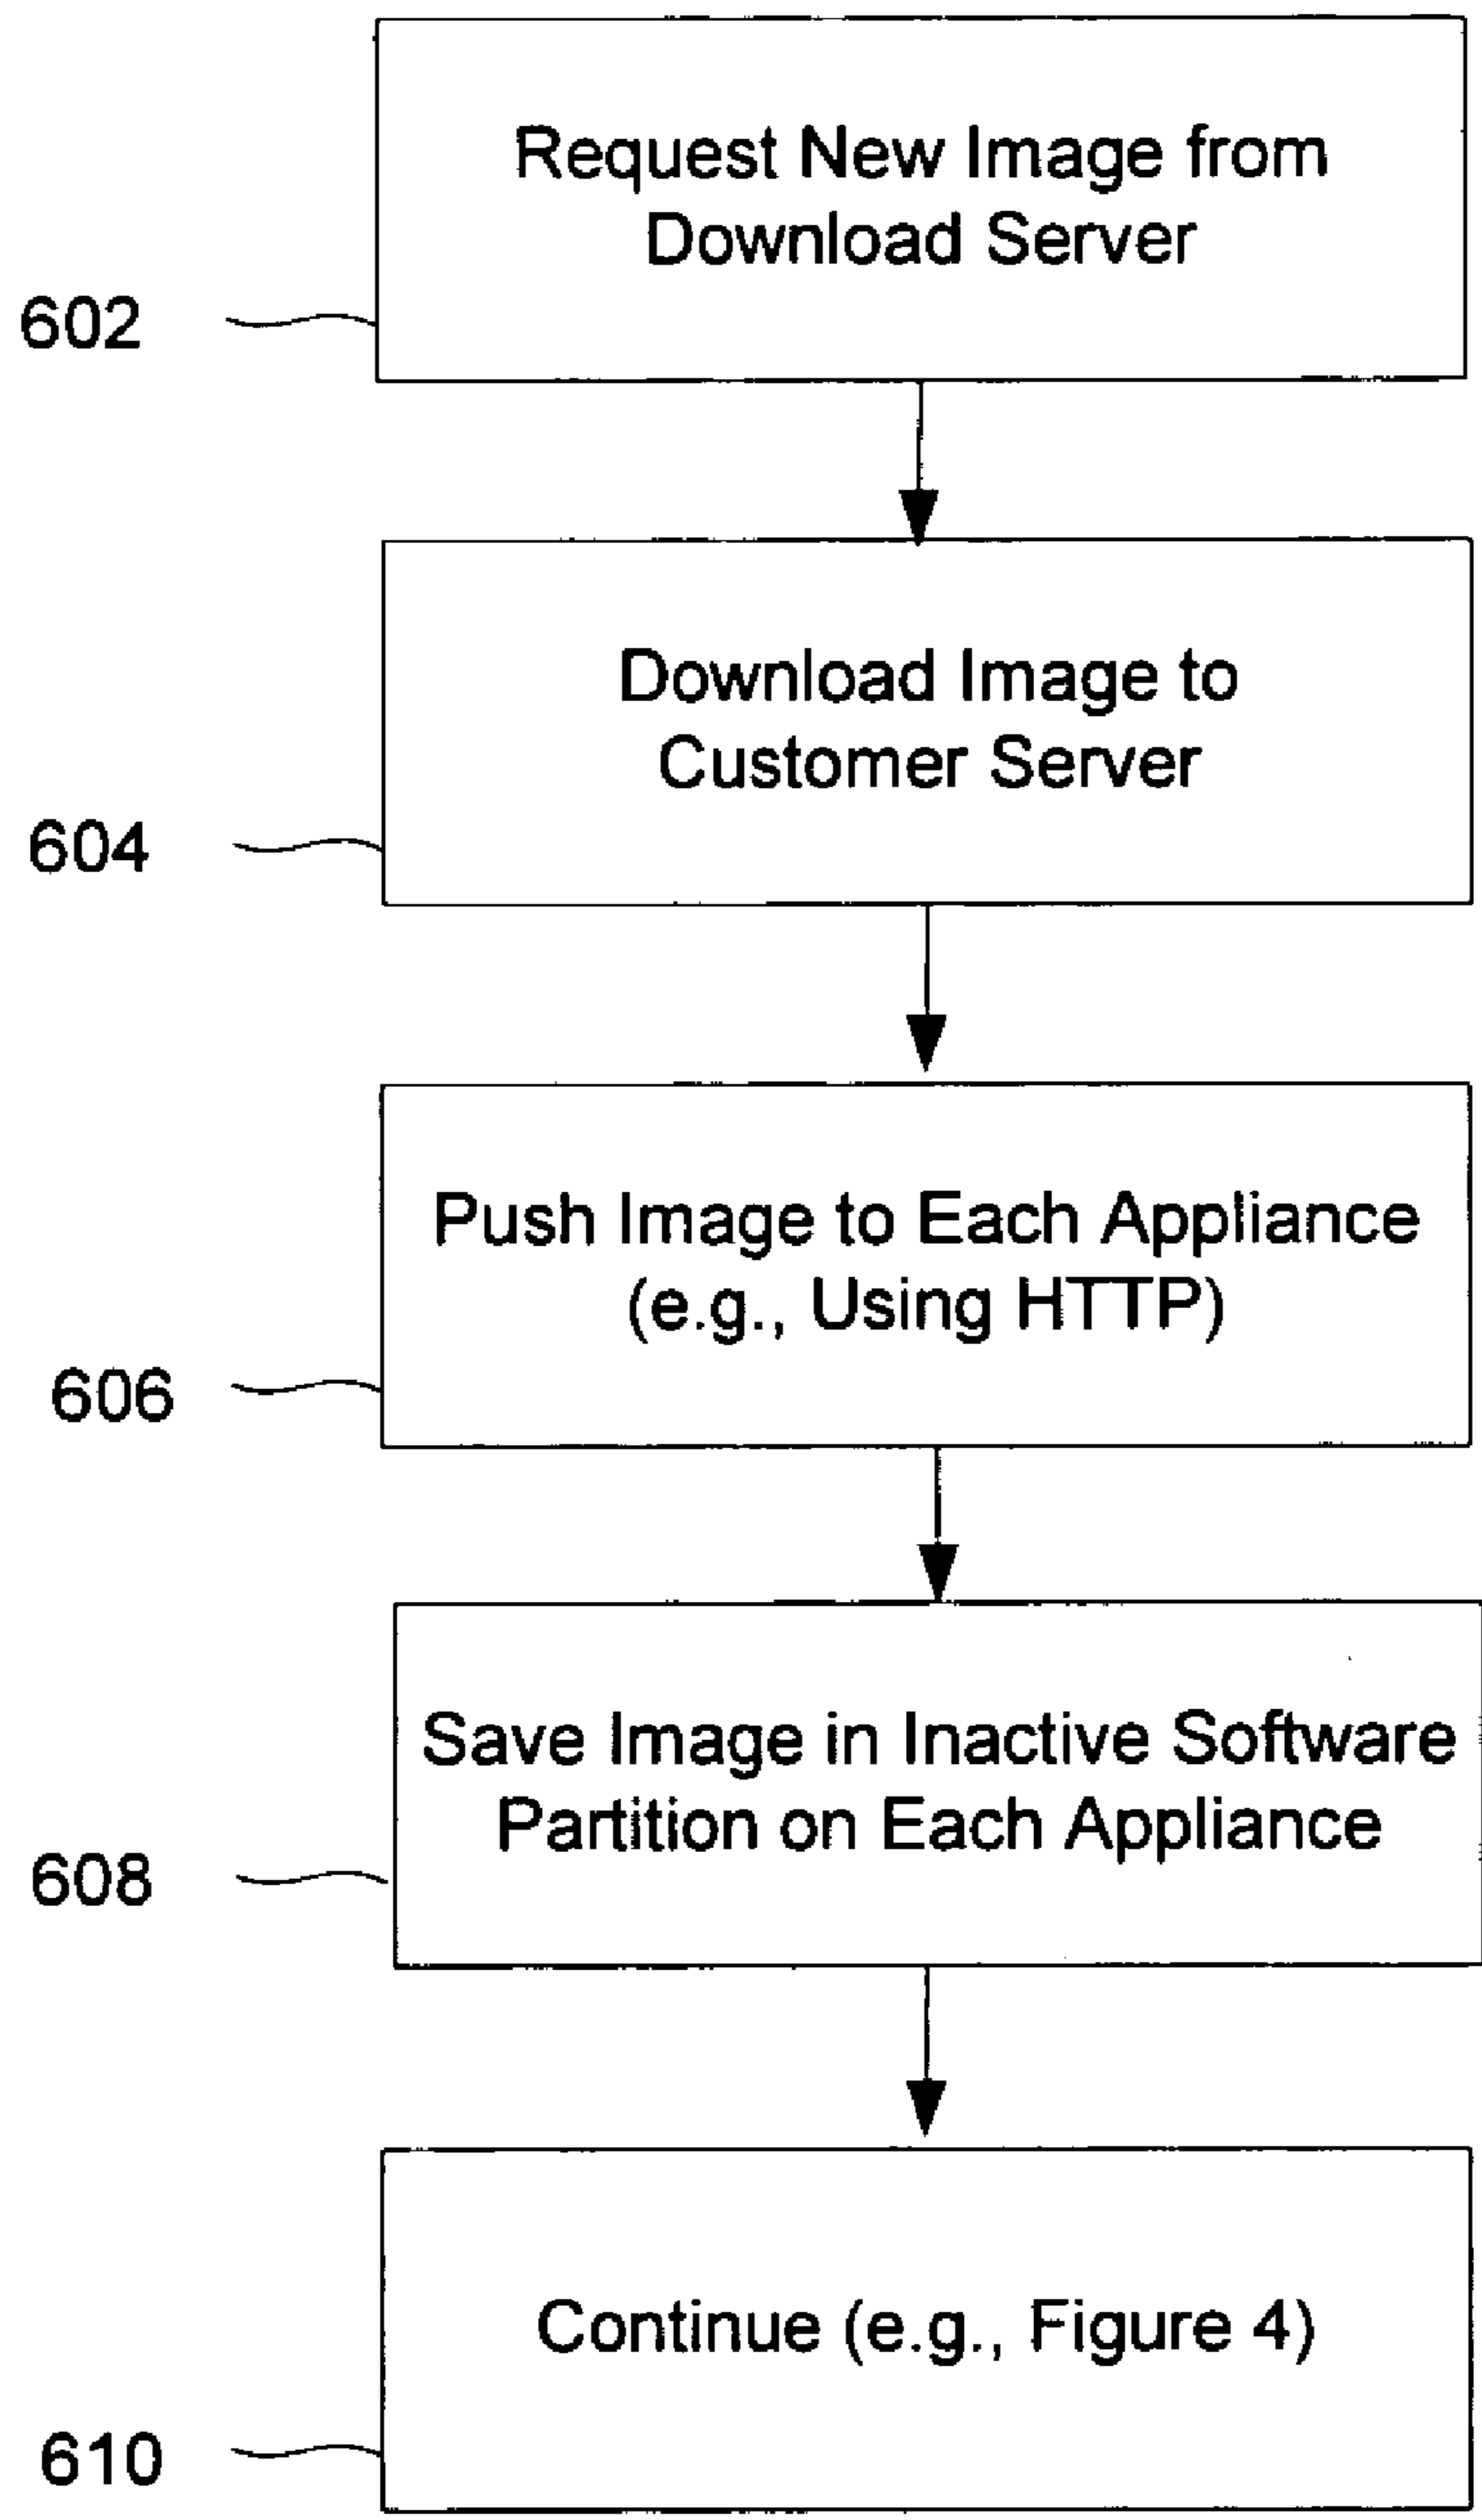 Request New Image from
Download Server
602
Download Image to
Customer Server
604
Push Image to Each Appliance
(e.g., Using HTTP)
606
Save Image in Inactive Software
Partition on Each Appliance
608
Continue (e.g., Figure 4)
610